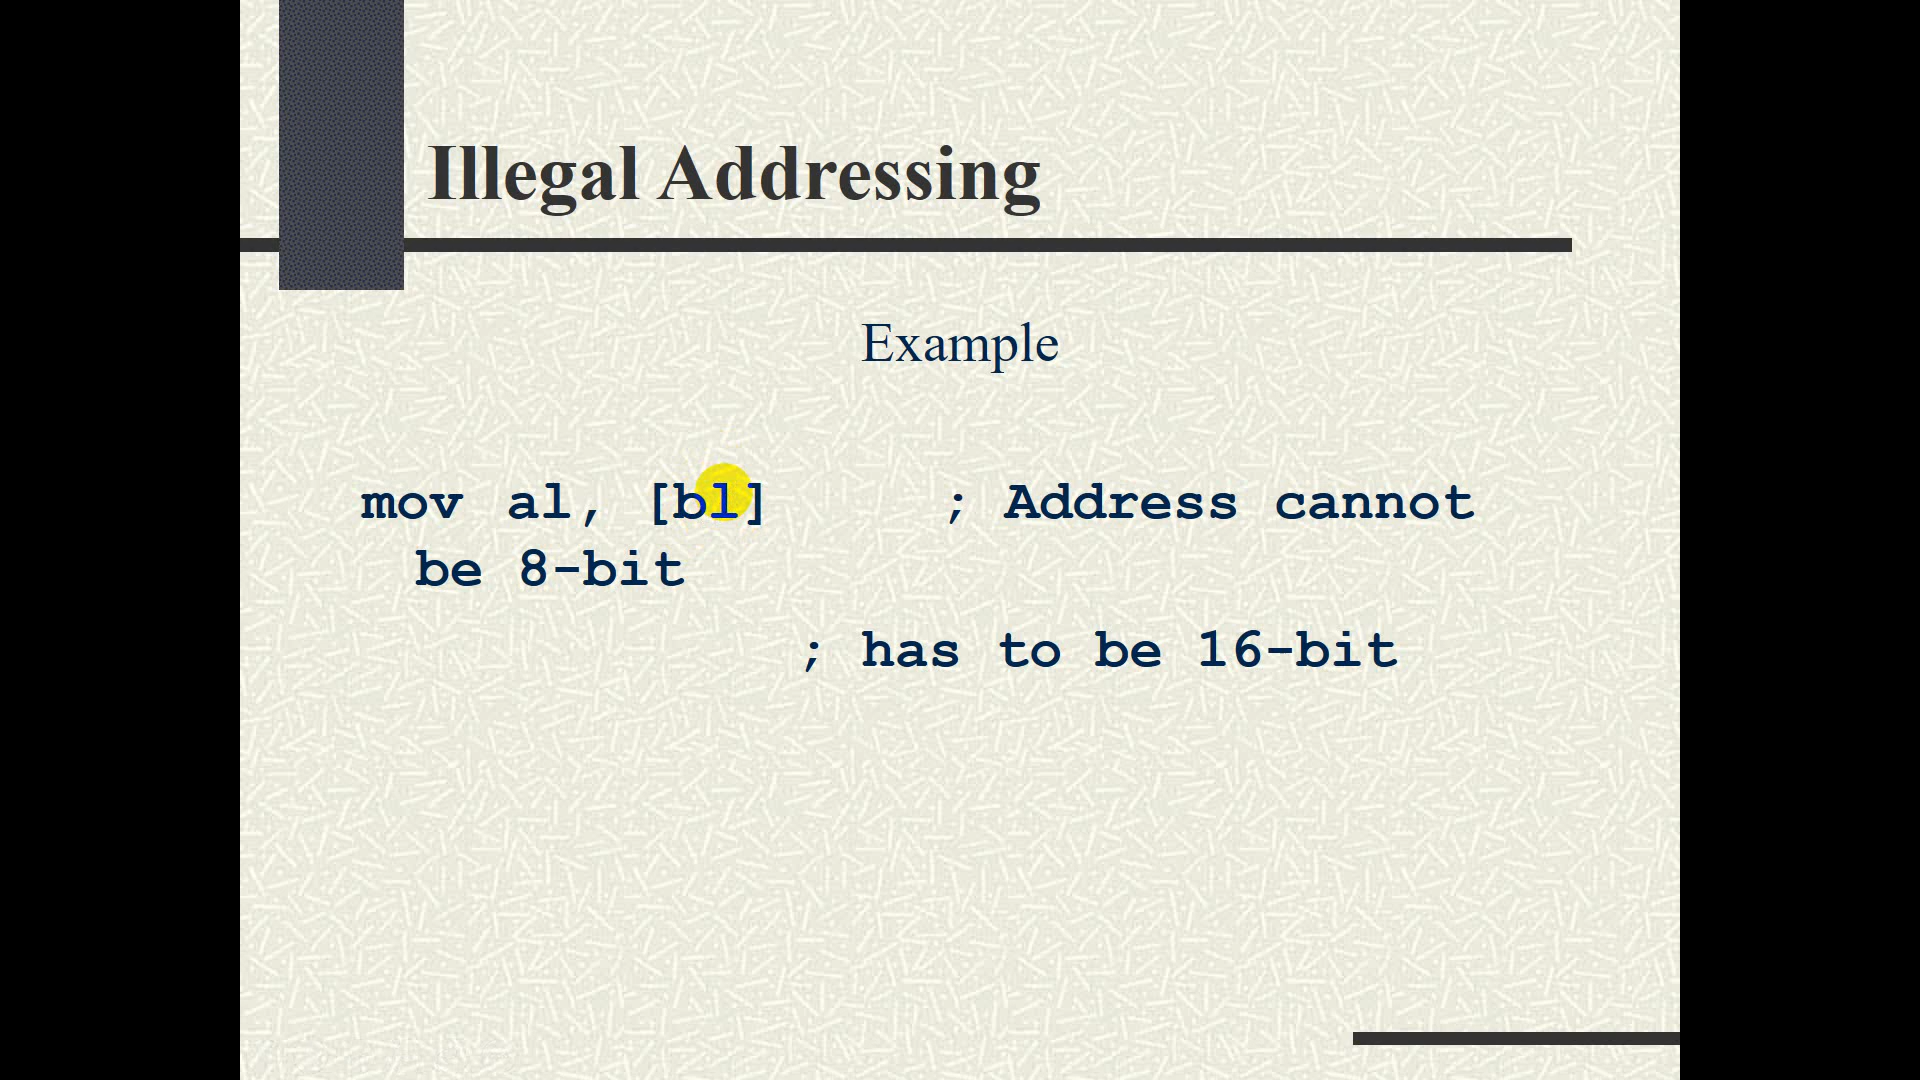 Illegal Addressing
Example
mov al, [bl] ; Address cannot
be 8-bit
; has to be 16-bit